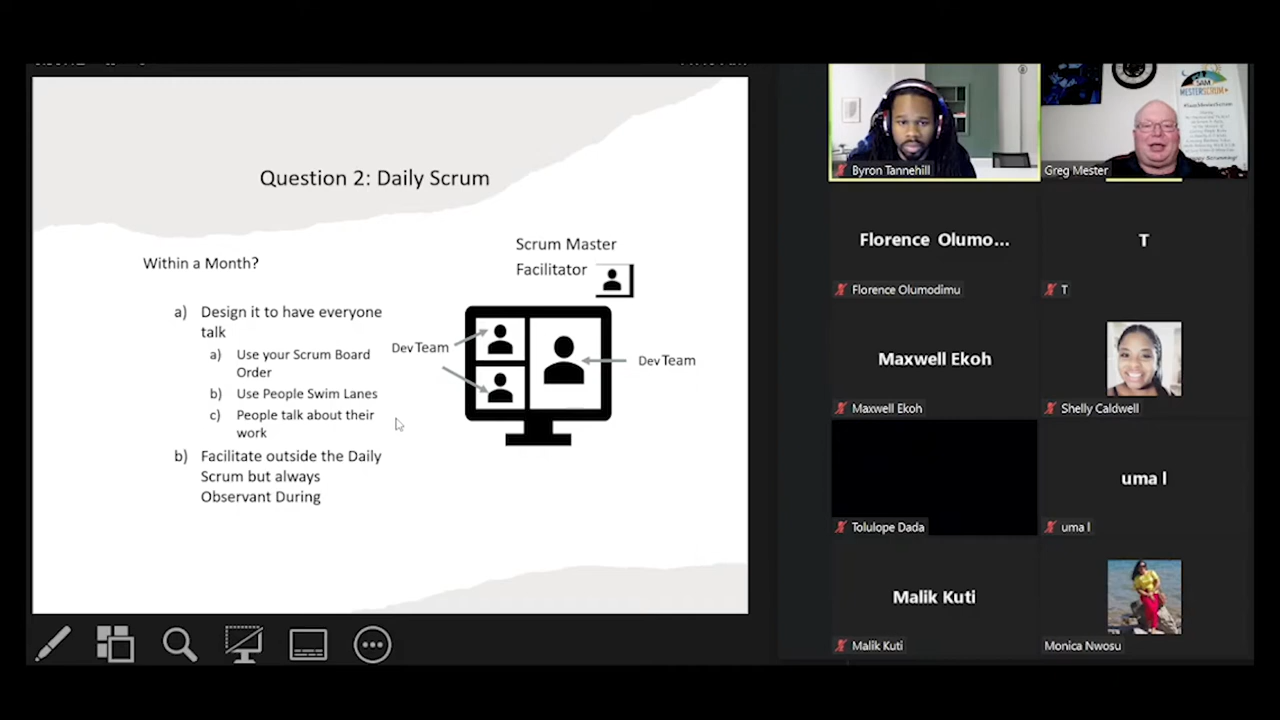 Question 2: Daily Scrum
Within a Month?
a) Design it to have everyone
talk
a) Use your Scrum Board
Order
b) Use People Swim Lanes
c) People talk about their
work
b) Facilitate outside the Daily
Scrum but always
Observant During
Scrum Master
Facilitator
Dev Team
Dev Team
Byron Tannehill
5AM
MESTERSCRUM
Greg Mester
Florence Olumo...
Florence Olumodimu
T
T
Maxwell Ekoh
Maxwell Ekoh
Shelly Caldwell
Tolulope Dada
uma l
uma l
Malik Kuti
Malik Kuti
Monica Nwosu